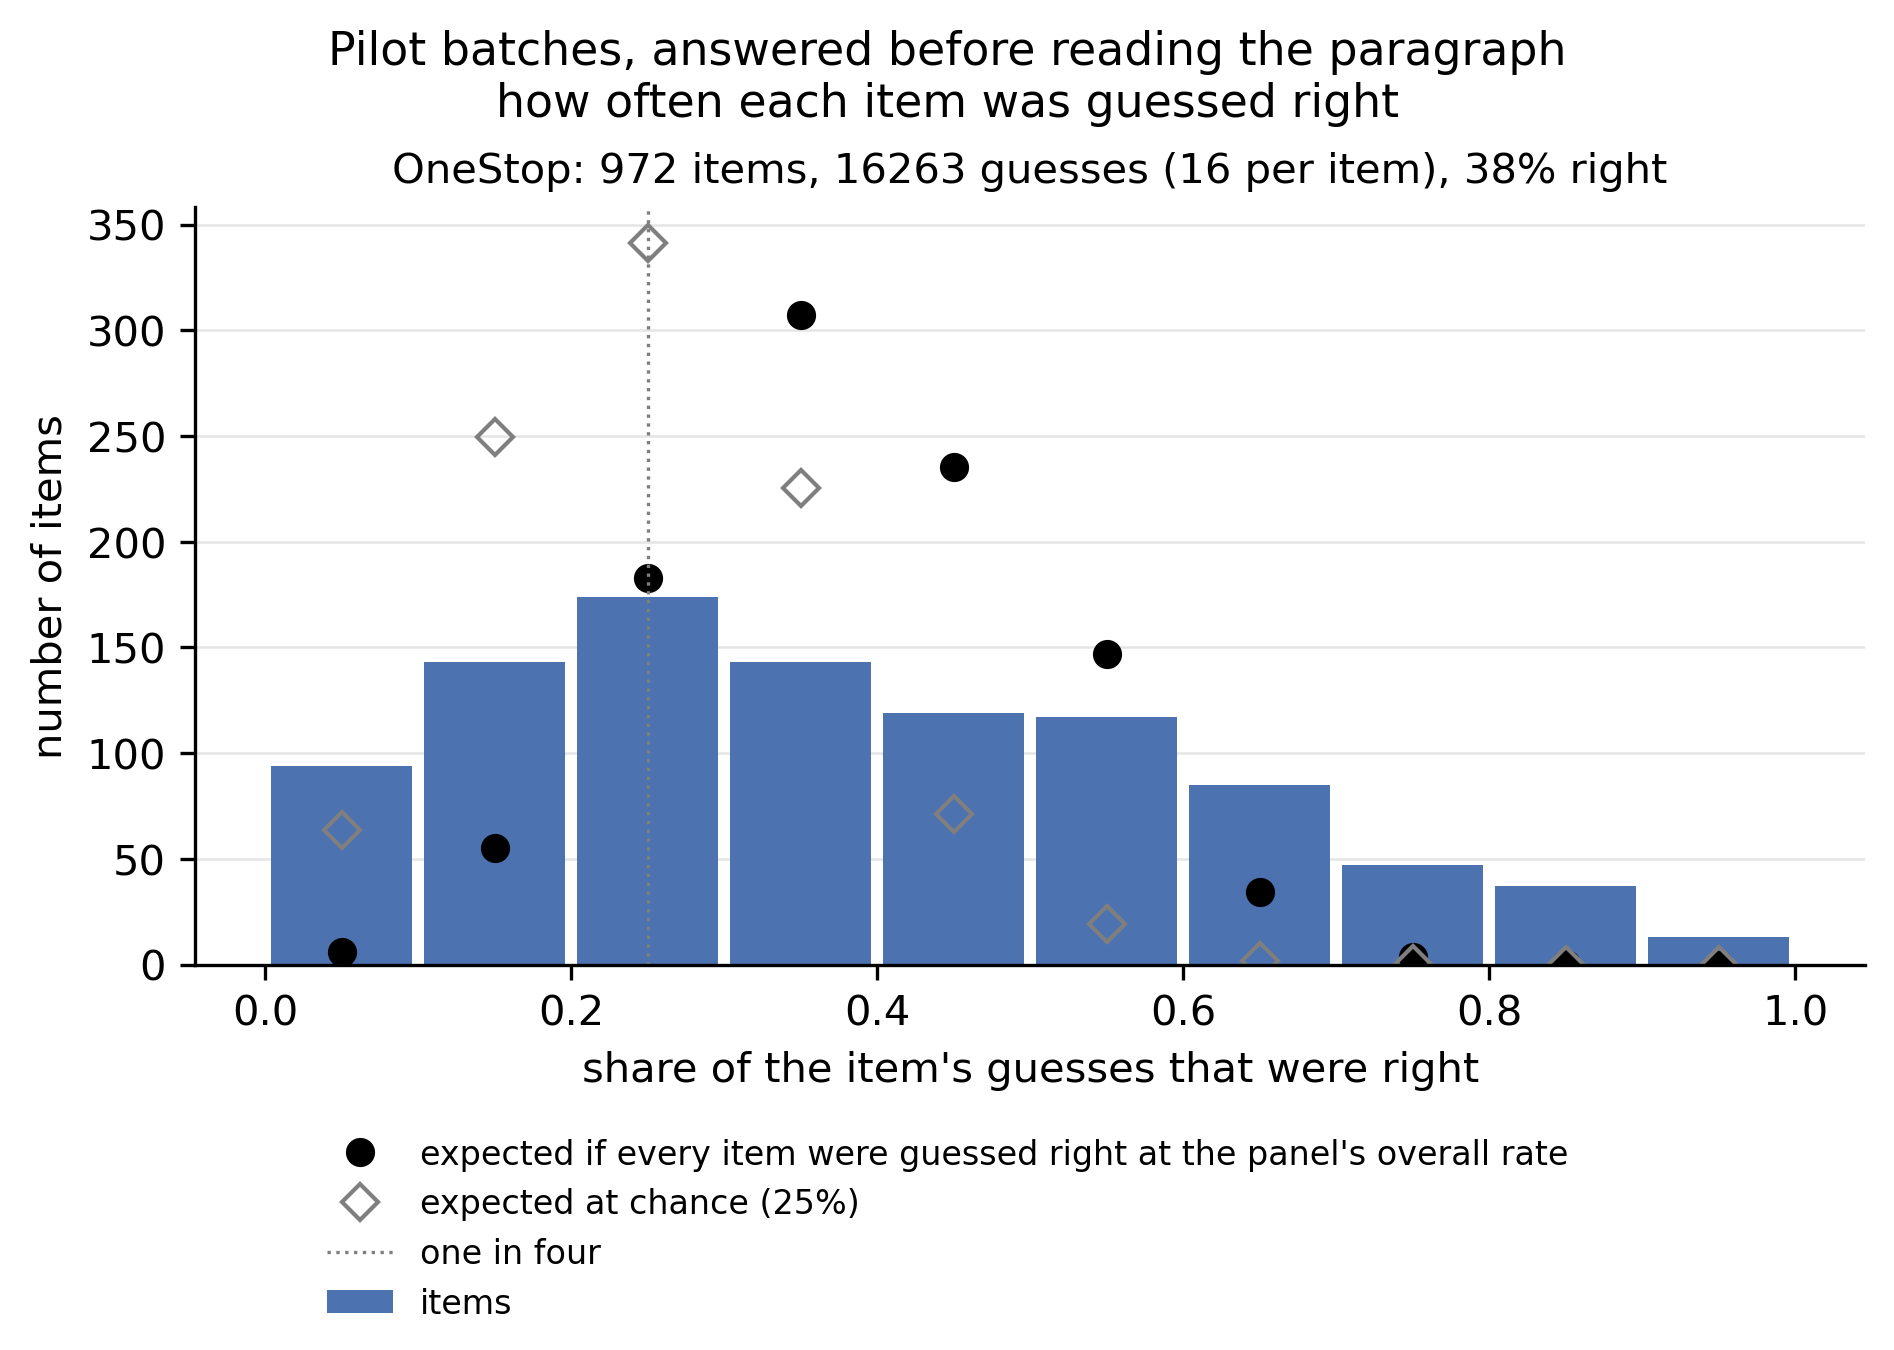 Pilot batches, answered before reading the paragraph
how often each item was guessed right
OneStop: 972 items, 16263 guesses (16 per item), 38% right
number of items
350
300
250
200
150
100
50
0
0.0 0.2 0.4 0.6 0.8 1.0
share of the item's guesses that were right
expected if every item were guessed right at the panel's overall rate
expected at chance (25%)
one in four
items